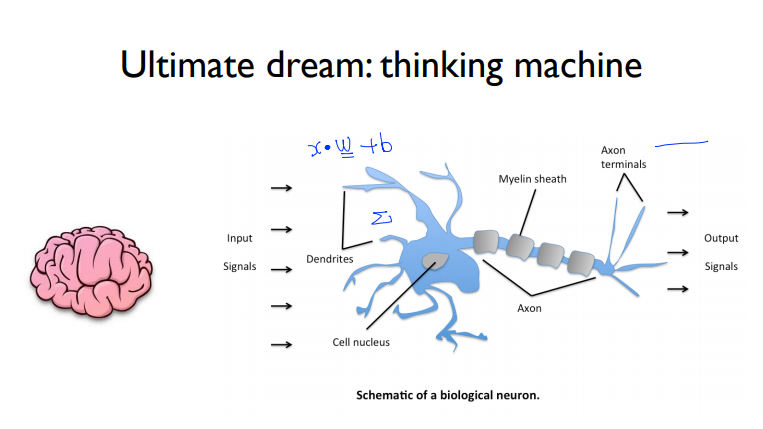 Ultimate dream: thinking machine
x·w+b
Axon
terminals
Myelin sheath
Σ
Input
Signals
Dendrites
Output
Signals
Axon
Cell nucleus
Schematic of a biological neuron.